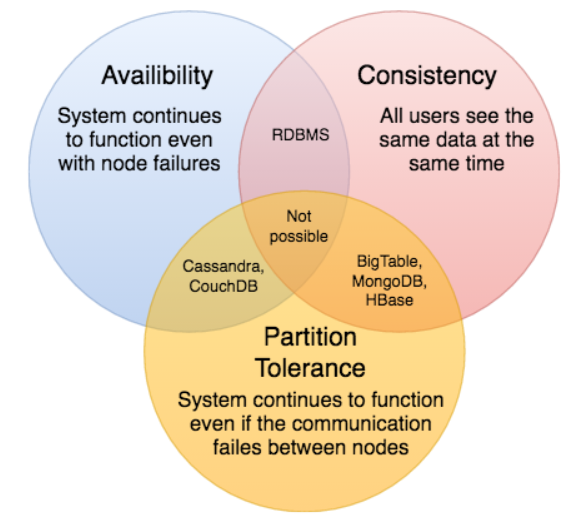 Availibility
System continues
to function even
with node failures
Consistency
All users see the
same data at the
same time
RDBMS
Not
possible
Cassandra,
CouchDB
BigTable,
MongoDB,
HBase
Partition
Tolerance
System continues to function
even if the communication
failes between nodes